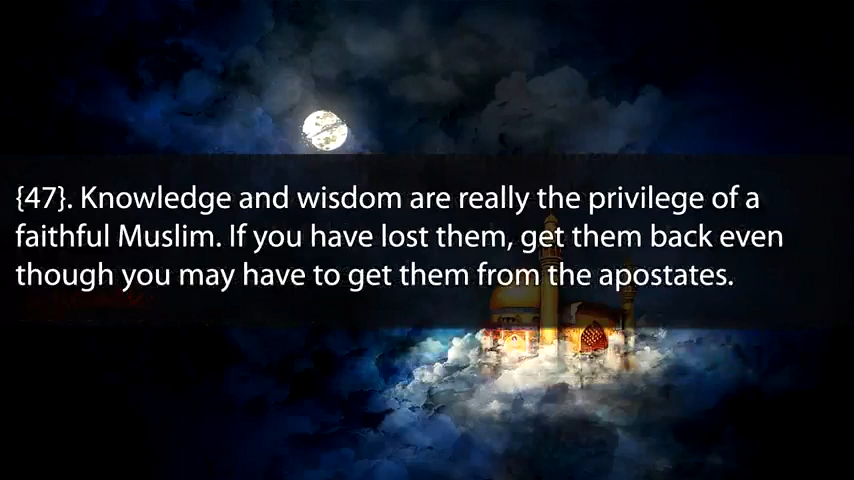 {47}. Knowledge and wisdom are really the privilege of a
faithful Muslim. If you have lost them, get them back even
though you may have to get them from the apostates.